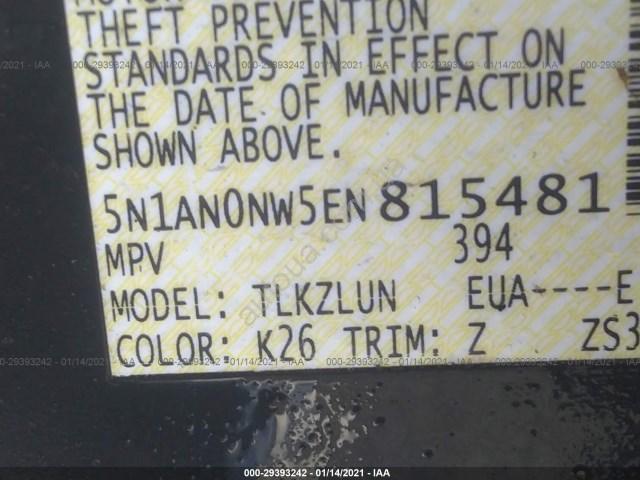 THEFT PREVENTION
STANDARDS IN EFFECT ON
THE DATE OF MANUFACTURE
SHOWN ABOVE.
5N1AN0NW5EN815481
MPV 394
MODEL: TLKZLUN EUA----E
COLOR: K26 TRIM: Z ZS3
000-29393242 - 01/14/2021 - IAA